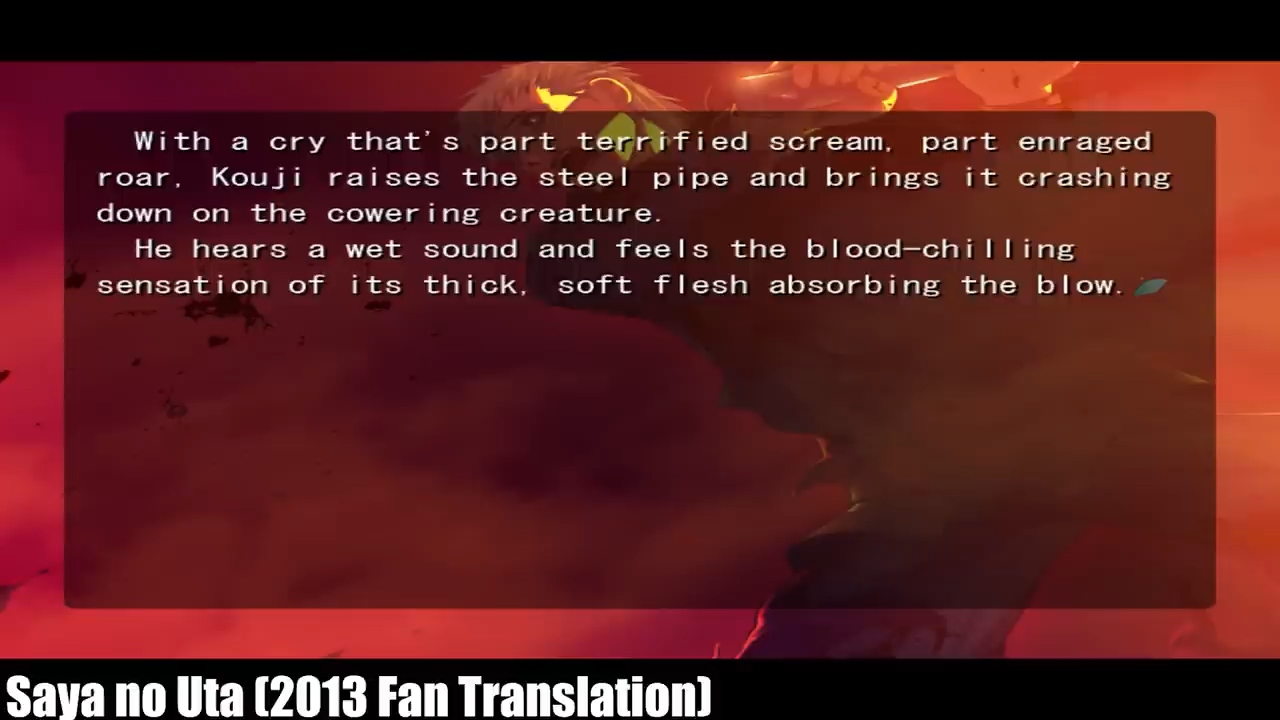 With a cry that's part terrified scream, part enraged
roar, Kouji raises the steel pipe and brings it crashing
down on the cowering creature.
He hears a wet sound and feels the blood-chilling
sensation of its thick, soft flesh absorbing the blow.
Saya no Uta (2013 Fan Translation)